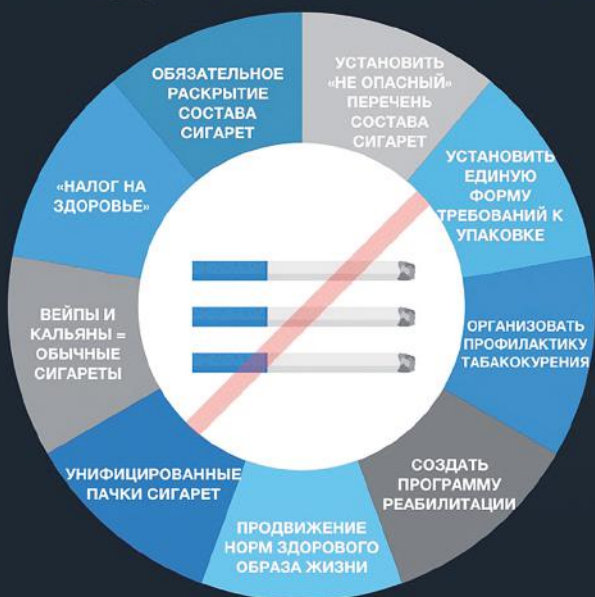 ОБЯЗАТЕЛЬНОЕ
РАСКРЫТИЕ
СОСТАВА
СИГАРЕТ
УСТАНОВИТЬ
«НЕ ОПАСНЫЙ»
ПЕРЕЧЕНЬ
СОСТАВА
СИГАРЕТ
УСТАНОВИТЬ
ЕДИНУЮ
ФОРМУ
ТРЕБОВАНИЙ К
УПАКОВКЕ
ОРГАНИЗОВАТЬ
ПРОФИЛАКТИКУ
ТАБАКОКУРЕНИЯ
СОЗДАТЬ
ПРОГРАММУ
РЕАБИЛИТАЦИИ
ПРОДВИЖЕНИЕ
НОРМ ЗДОРОВОГО
ОБРАЗА ЖИЗНИ
УНИФИЦИРОВАННЫЕ
ПАЧКИ СИГАРЕТ
ВЕЙПЫ И
КАЛЬЯНЫ =
ОБЫЧНЫЕ
СИГАРЕТЫ
«НАЛОГ НА
ЗДОРОВЬЕ»